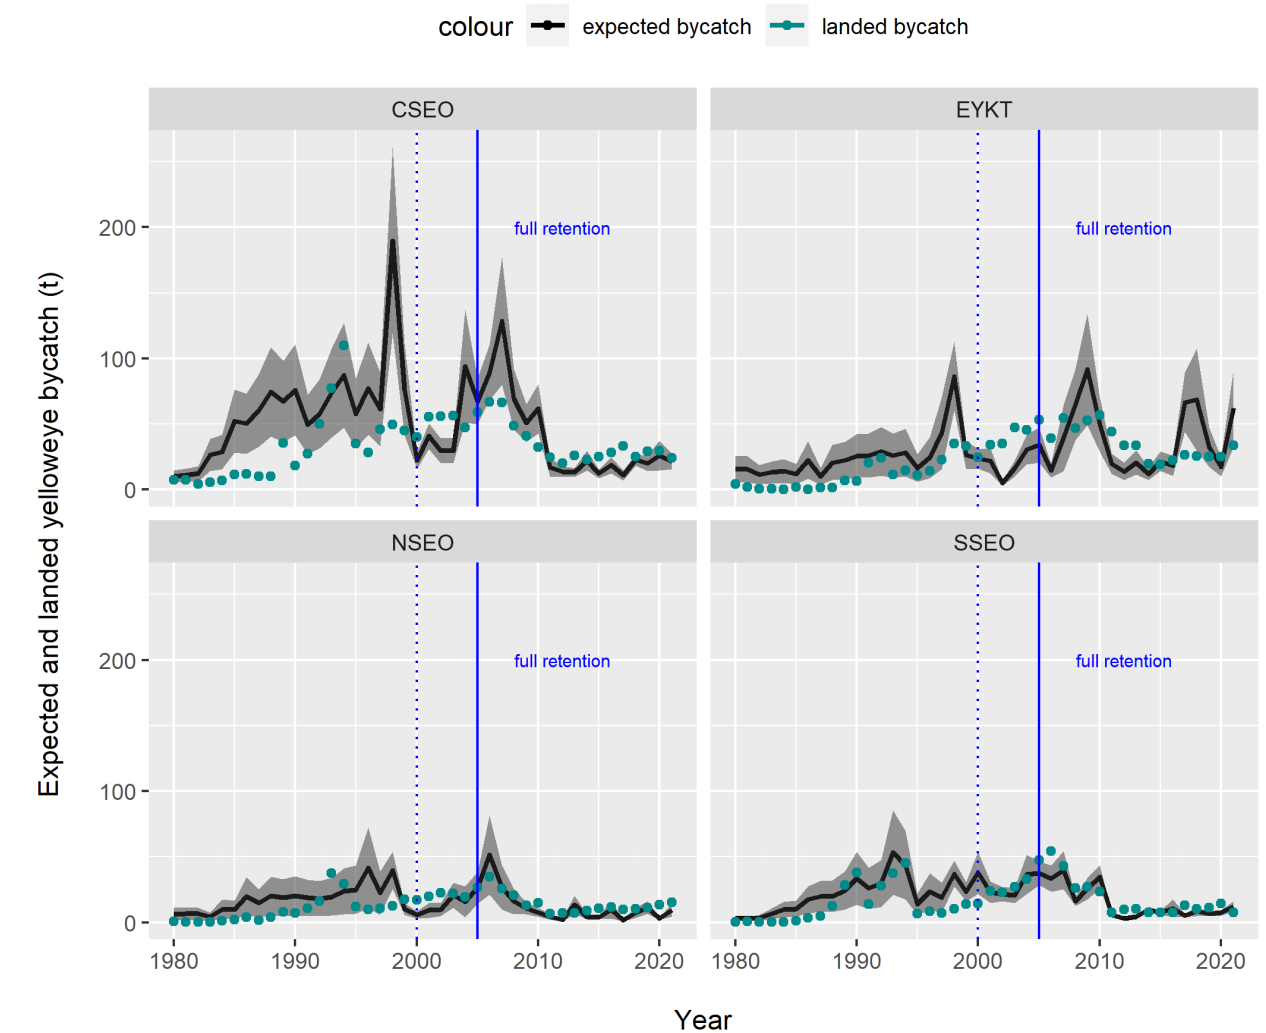 colour expected bycatch landed bycatch
CSEO EYKT
200
100
0
full retention full retention
Expected and landed yelloweye bycatch (t)
NSEO SSEO
200
100
0
full retention full retention
1980 1990 2000 2010 2020 1980 1990 2000 2010 2020
Year